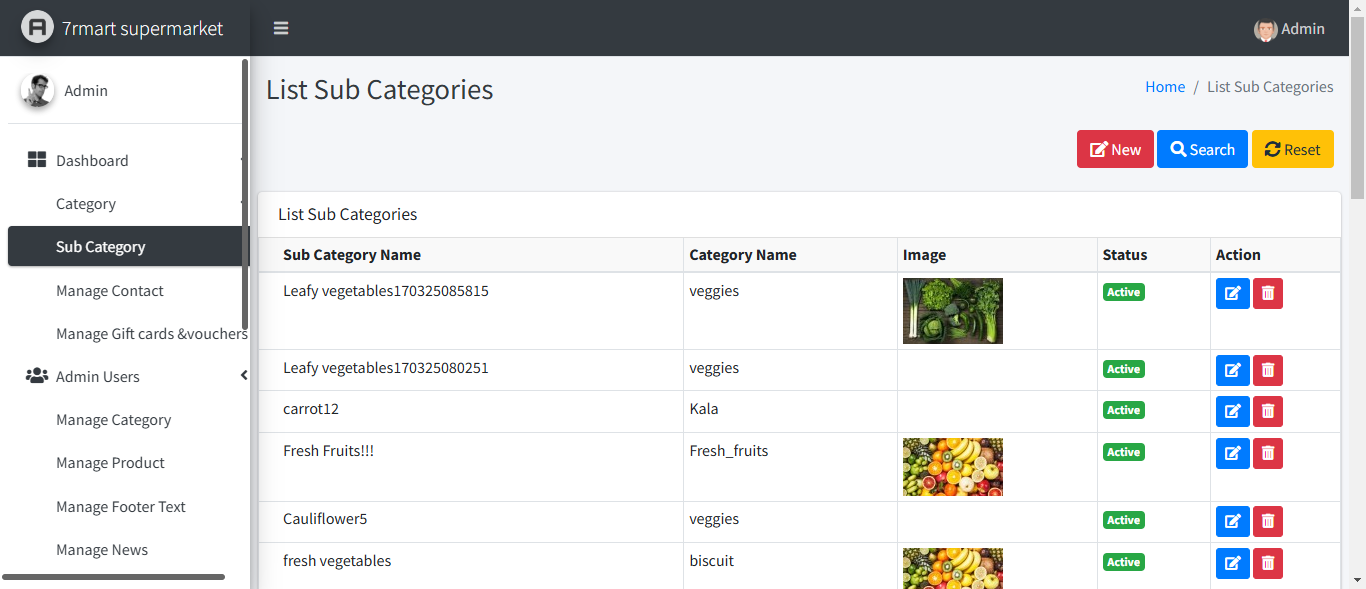 7rmart supermarket
Admin
Admin
Dashboard
Category
Sub Category
Manage Contact
Manage Gift cards &vouchers
Admin Users
Manage Category
Manage Product
Manage Footer Text
Manage News
List Sub Categories
Home / List Sub Categories
New Search Reset
List Sub Categories
Sub Category Name Category Name Image Status Action
Leafy vegetables170325085815 veggies Active
Leafy vegetables170325080251 veggies Active
carrot12 Kala Active
Fresh Fruits!!! Fresh_fruits Active
Cauliflower5 veggies Active
fresh vegetables biscuit Active